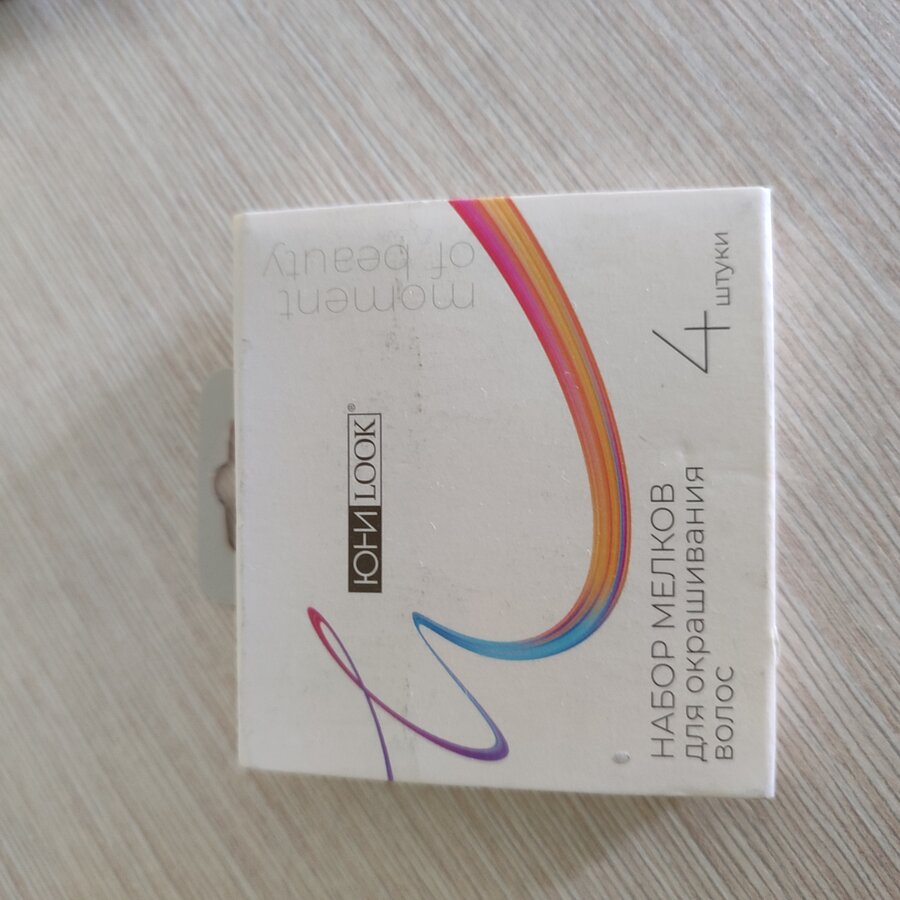 ЮНИLOOK®
moment
of beauty
НАБОР МЕЛКОВ
для окрашивания
волос
4 штуки